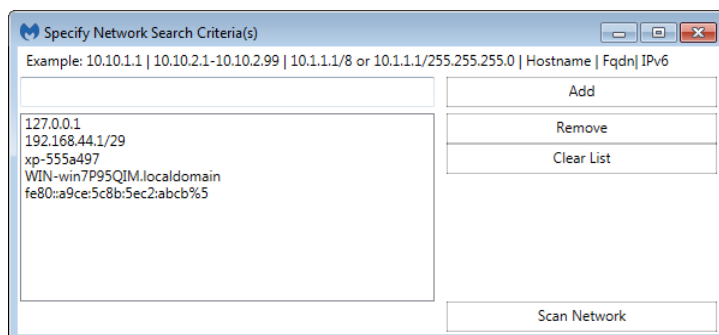 Specify Network Search Criteria(s)
Example: 10.10.1.1 | 10.10.2.1-10.10.2.99 | 10.1.1.1/8 or 10.1.1.1/255.255.255.0 | Hostname | Fqdn| IPv6
Add
127.0.0.1
192.168.44.1/29
xp-555a497
WIN-win7P95QIM.localdomain
fe80::a9ce:5c8b:5ec2:abcb%5
Remove
Clear List
Scan Network